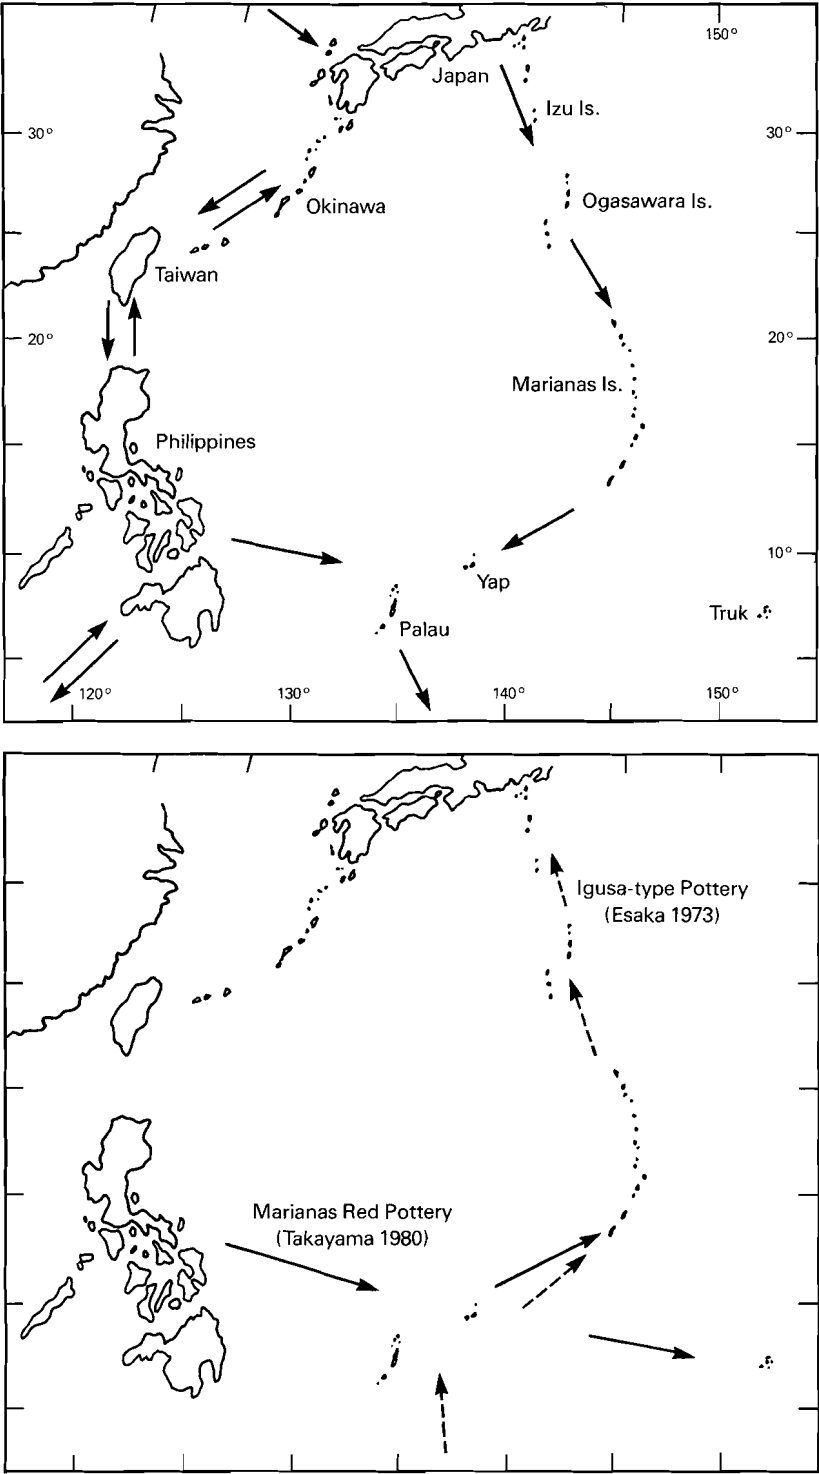 150°
Japan
Izu Is.
30°
30°
Ogasawara Is.
Okinawa
Taiwan
20°
20°
Marianas Is.
Philippines
10°
Yap
Truk
Palau
120°
130°
140°
150°
Igusa-type Pottery
(Esaka 1973)
Marianas Red Pottery
(Takayama 1980)